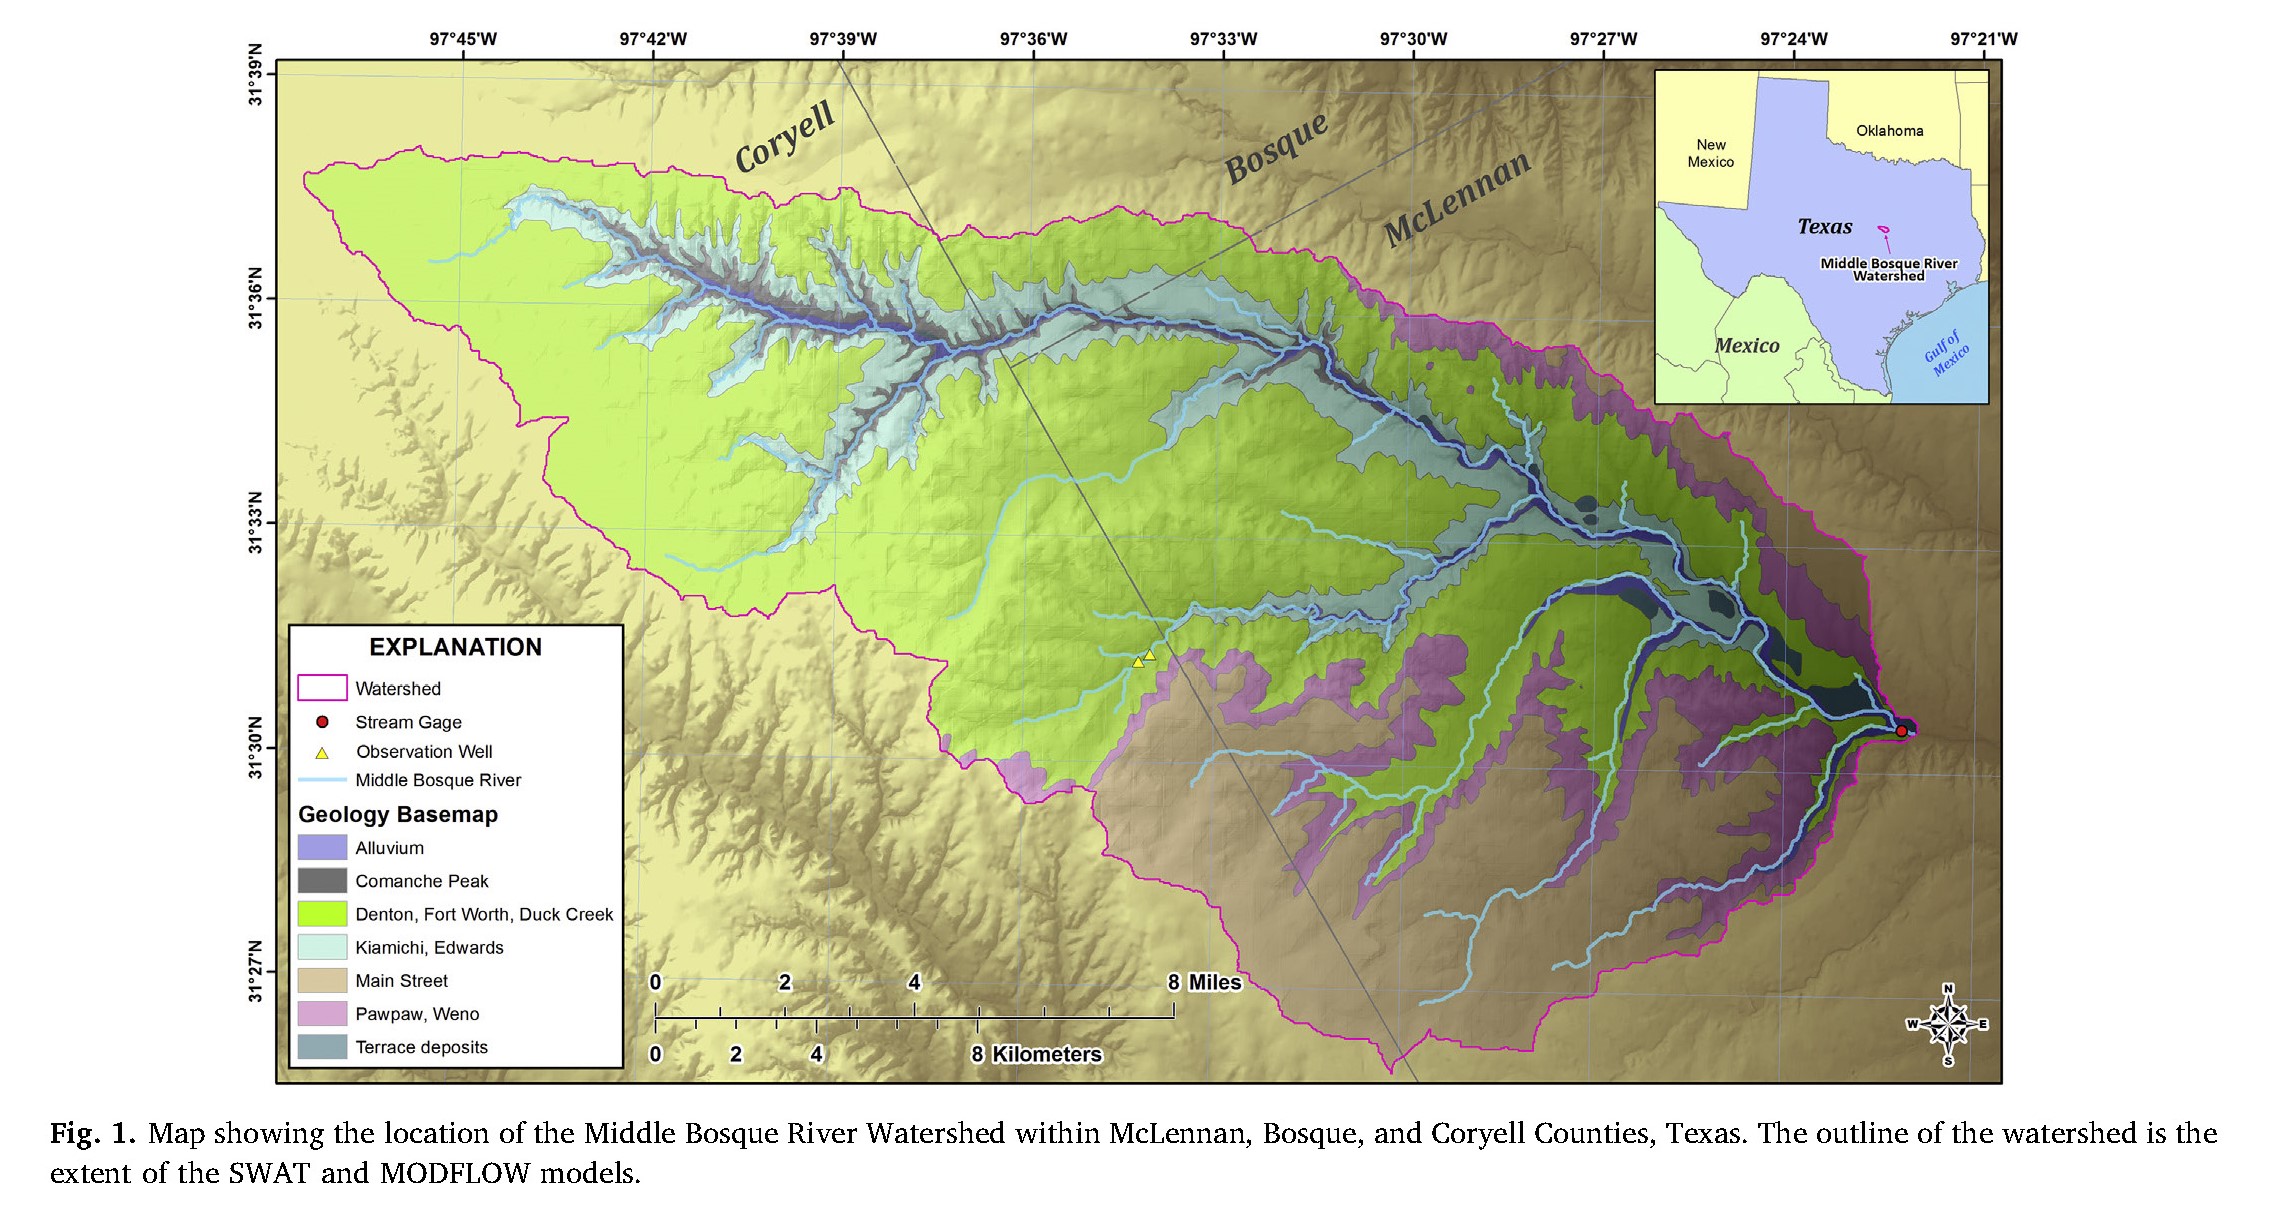 97°45'W 97°42'W 97°39'W 97°36'W 97°33'W 97°30'W 97°27'W 97°24'W 97°21'W
31°39'N
31°36'N
31°33'N
31°30'N
31°27'N
Coryell
Bosque
McLennan
New
Mexico
Oklahoma
Texas
Middle Bosque River
Watershed
Mexico
Gulf of
Mexico
EXPLANATION
Watershed
Stream Gage
Observation Well
Middle Bosque River
Geology Basemap
Alluvium
Comanche Peak
Denton, Fort Worth, Duck Creek
Kiamichi, Edwards
Main Street
Pawpaw, Weno
Terrace deposits
0 2 4 8 Miles
0 2 4 8 Kilometers
N
W E
S
Fig. 1. Map showing the location of the Middle Bosque River Watershed within McLennan, Bosque, and Coryell Counties, Texas. The outline of the watershed is the
extent of the SWAT and MODFLOW models.